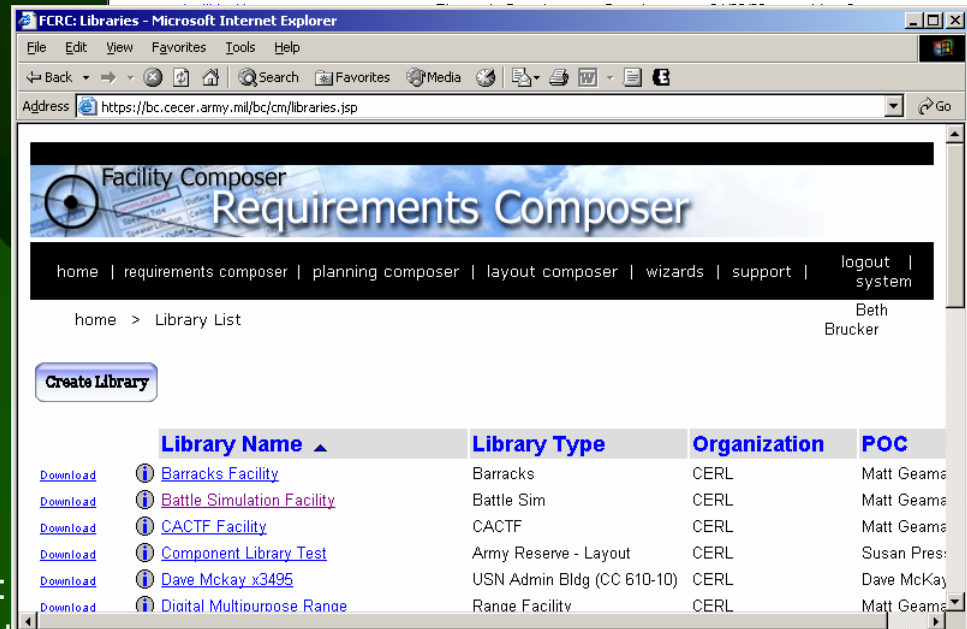 FCRC: Libraries - Microsoft Internet Explorer
File Edit View Favorites Tools Help
Back Search Favorites Media
Address https://bc.cecer.army.mil/bc/cm/libraries.jsp Go
Facility Composer
Requirements Composer
home | requirements composer | planning composer | layout composer | wizards | support | logout | system
home > Library List Beth Brucker
Create Library
Library Name Library Type Organization POC
Download Barracks Facility Barracks CERL Matt Geama
Download Battle Simulation Facility Battle Sim CERL Matt Geama
Download CACTF Facility CACTF CERL Matt Geama
Download Component Library Test Army Reserve - Layout CERL Susan Press
Download Dave Mckay x3495 USN Admin Bldg (CC 610-10) CERL Dave McKay
Download Digital Multipurpose Range Range Facility CERL Matt Geama